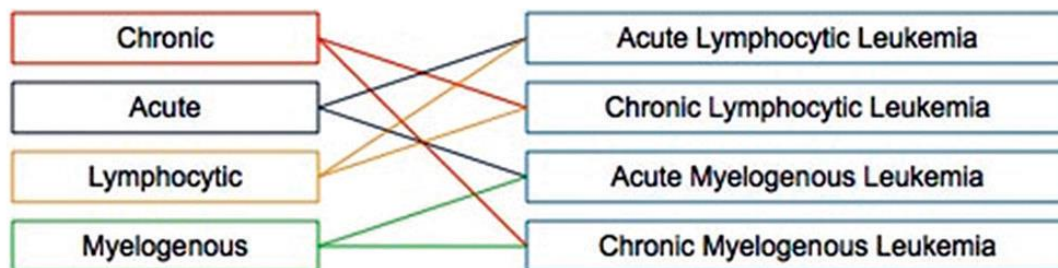 Chronic
Acute Lymphocytic Leukemia
Acute
Chronic Lymphocytic Leukemia
Lymphocytic
Acute Myelogenous Leukemia
Myelogenous
Chronic Myelogenous Leukemia